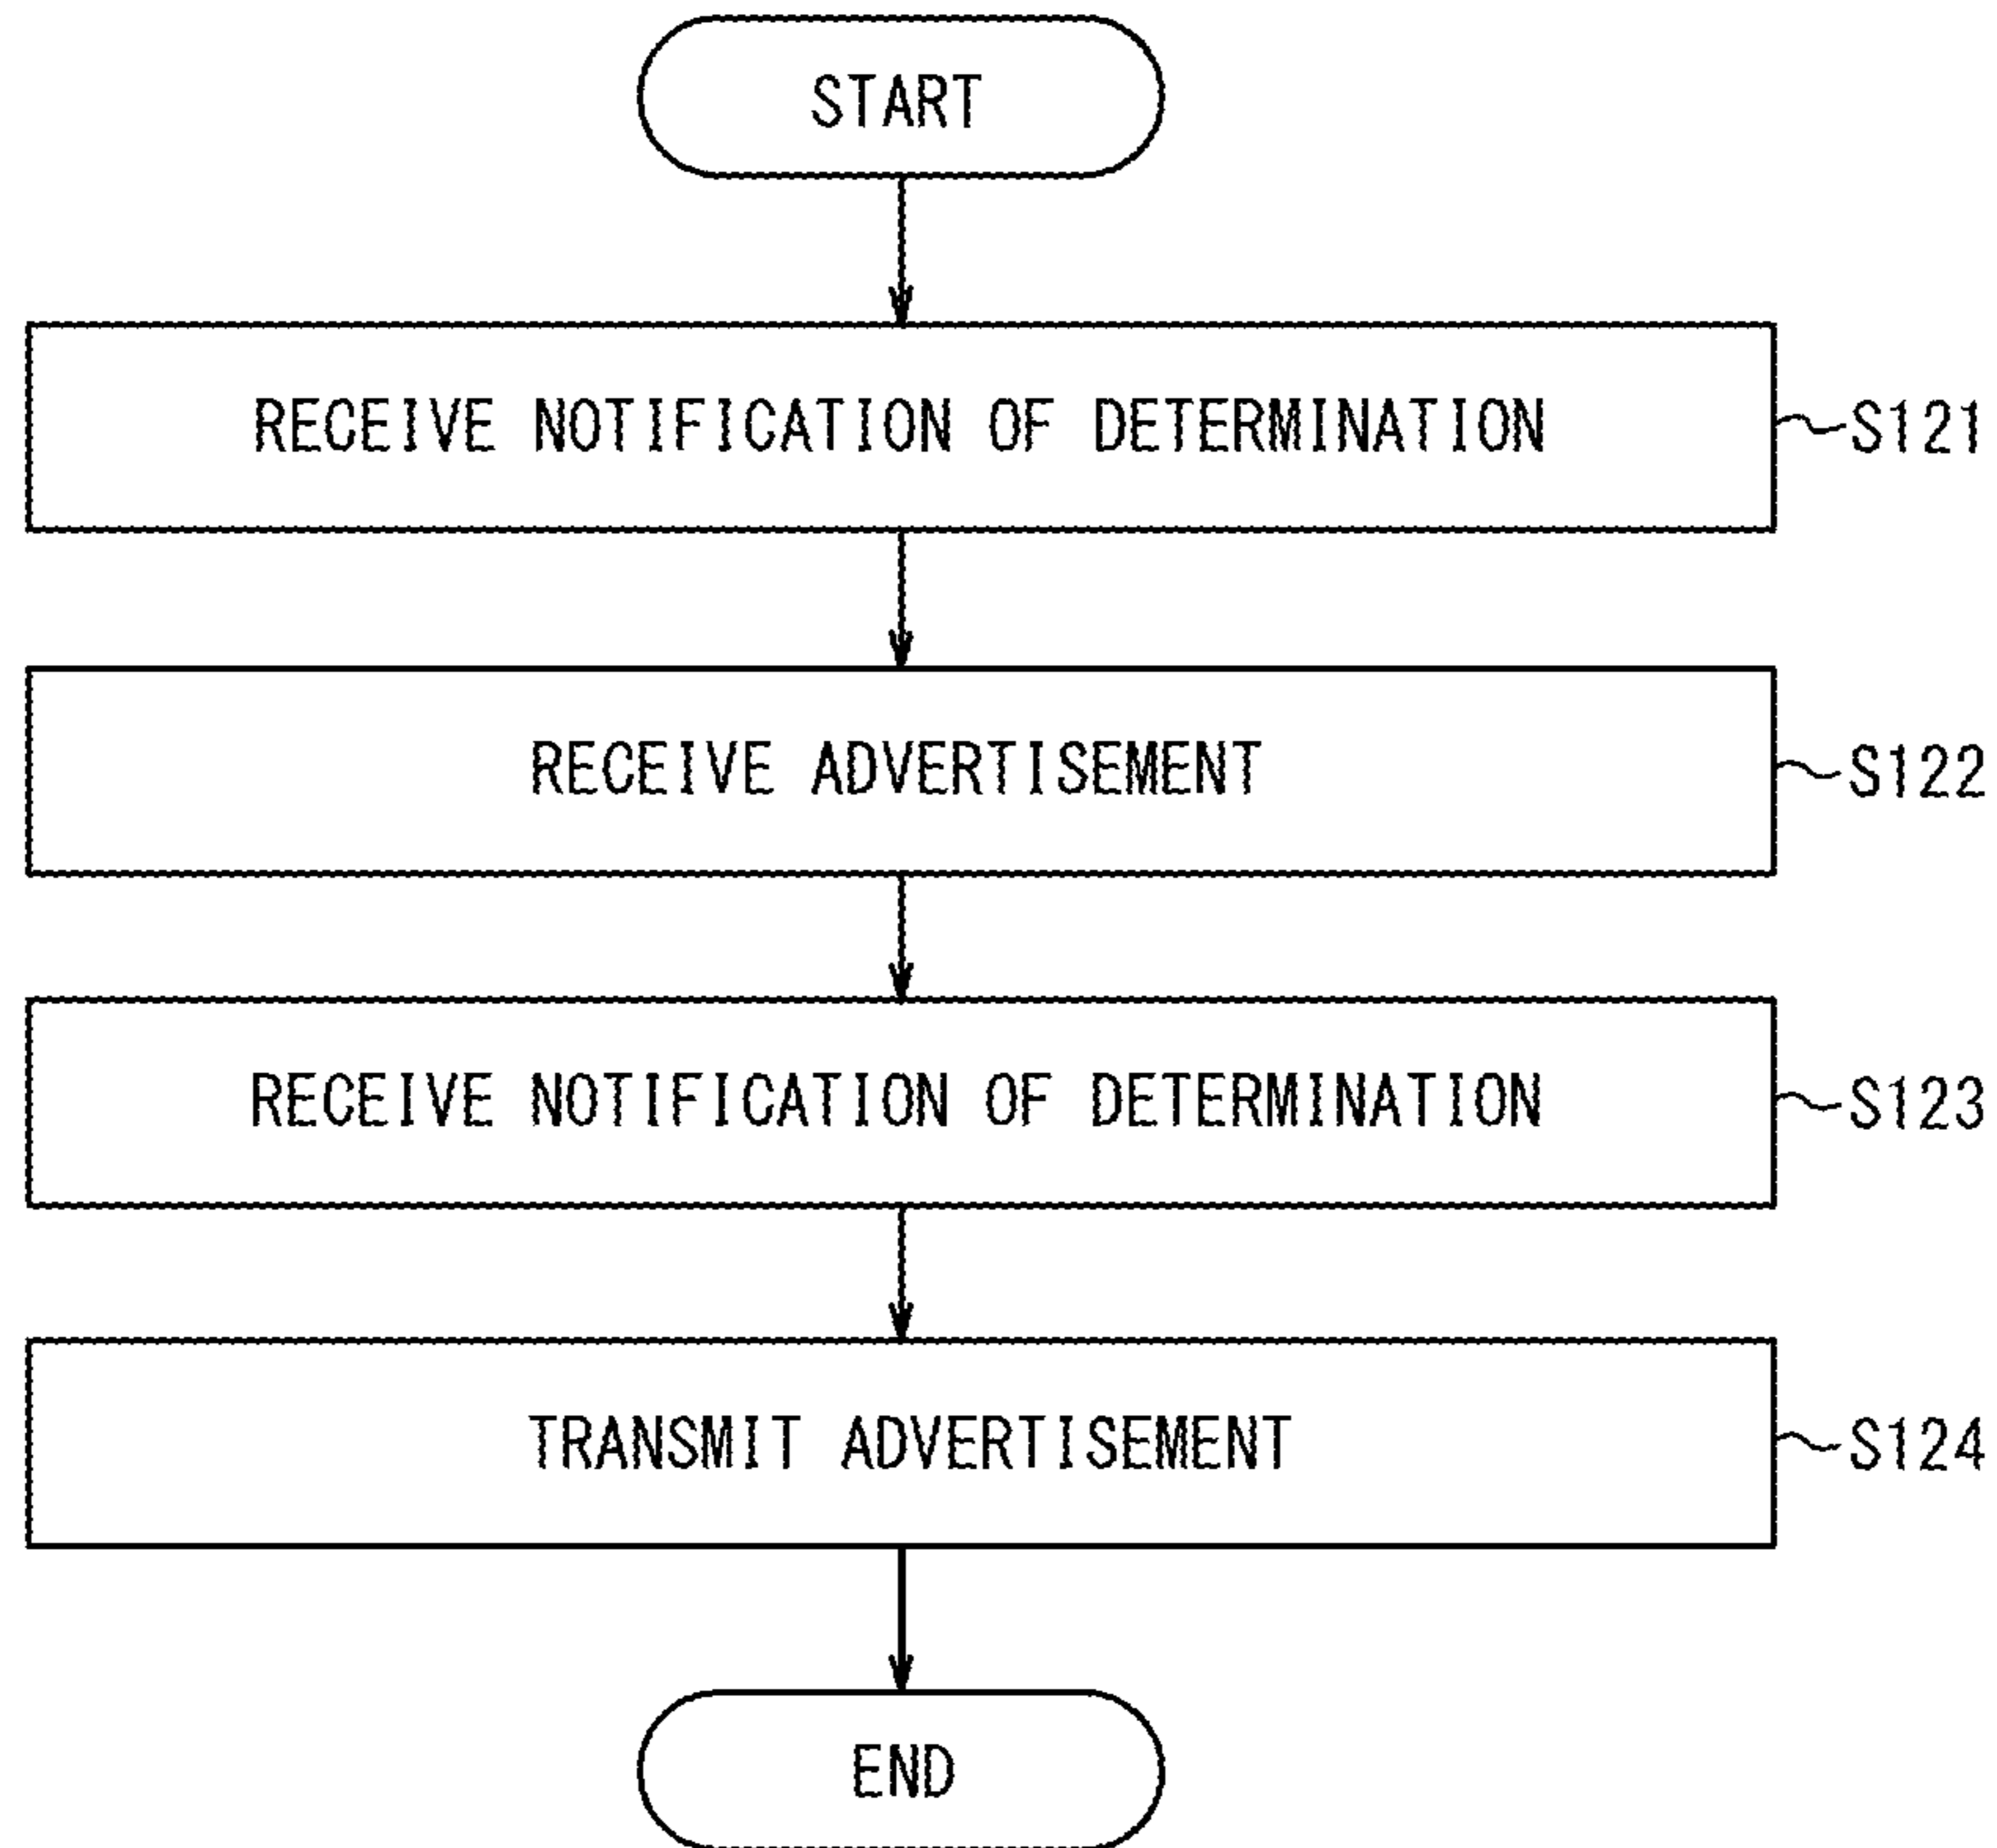 START
RECEIVE NOTIFICATION OF DETERMINATION
S121
RECEIVE ADVERTISEMENT
S122
RECEIVE NOTIFICATION OF DETERMINATION
S123
TRANSMIT ADVERTISEMENT
S124
END